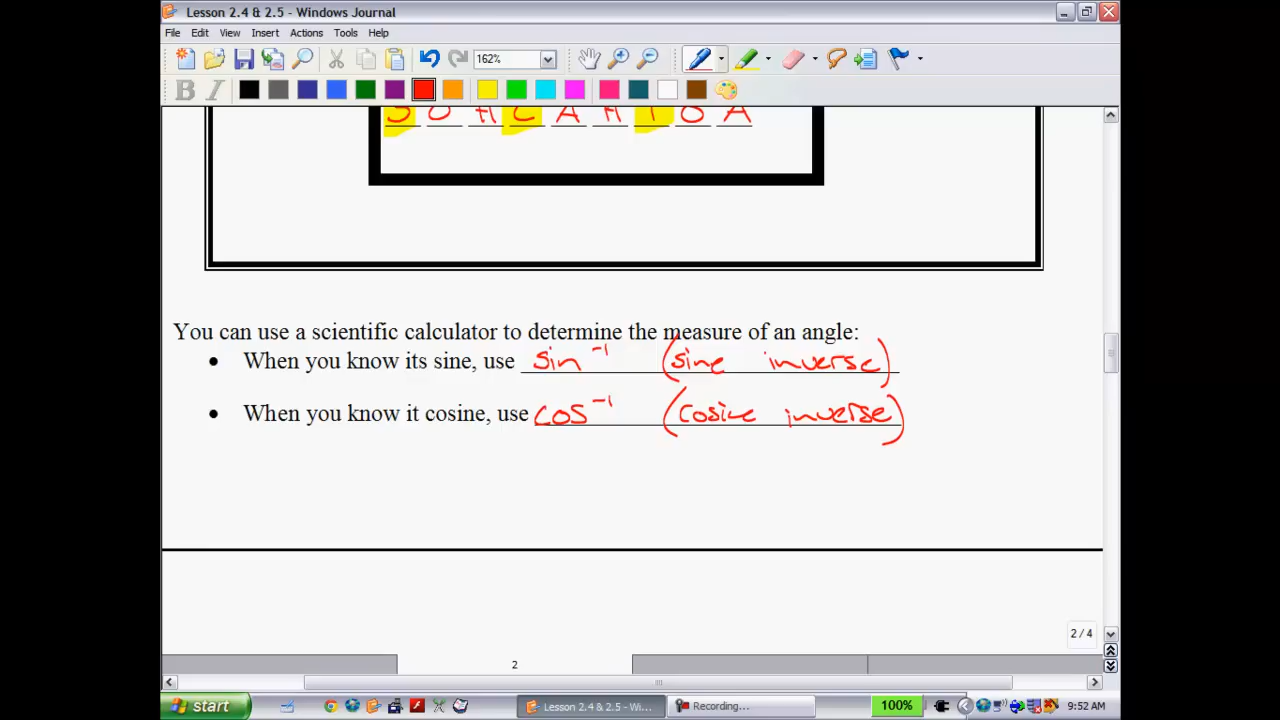 Lesson 2.4 & 2.5 - Windows Journal
File Edit View Insert Actions Tools Help
162%
B I
S O H C A H T O A
You can use a scientific calculator to determine the measure of an angle:
• When you know its sine, use sin⁻¹ (sine inverse)
• When you know it cosine, use cos⁻¹ (cosine inverse)
2 / 4
2
start Lesson 2.4 & 2.5 - Wi... Recording... 100% 9:52 AM